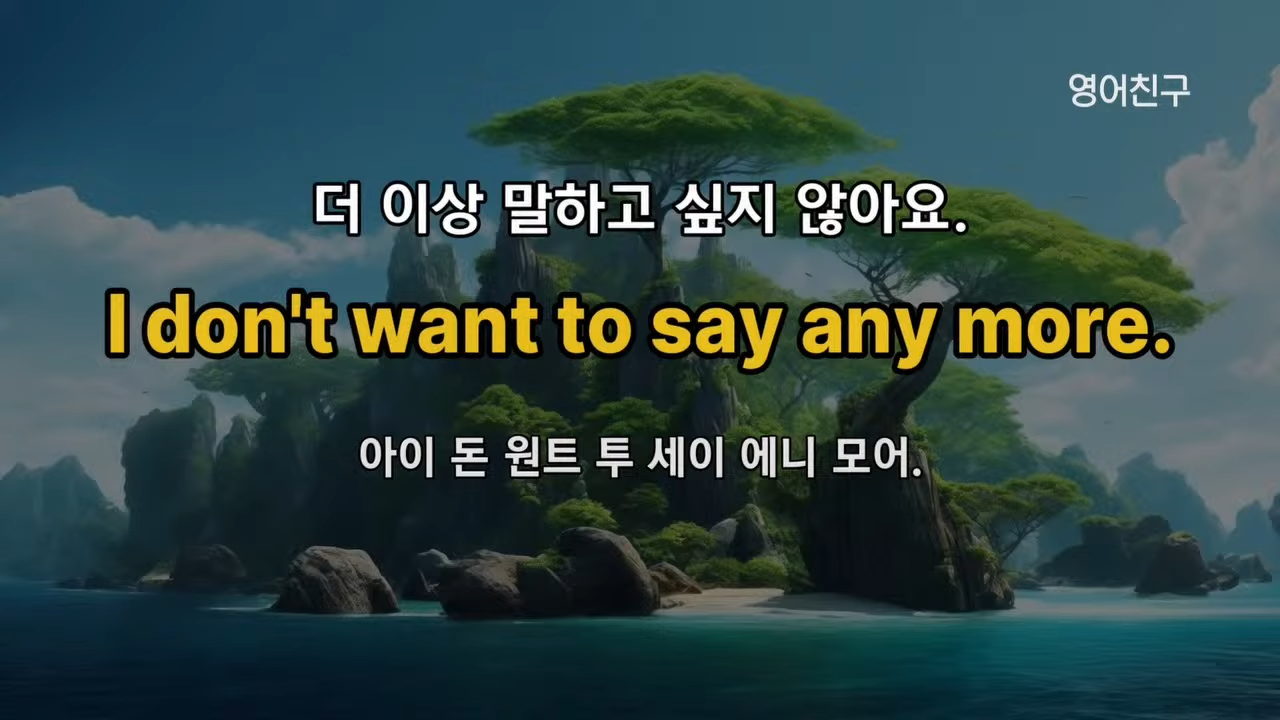 영어친구
더 이상 말하고 싶지 않아요.
I don't want to say any more.
아이 돈 원트 투 세이 에니 모어.